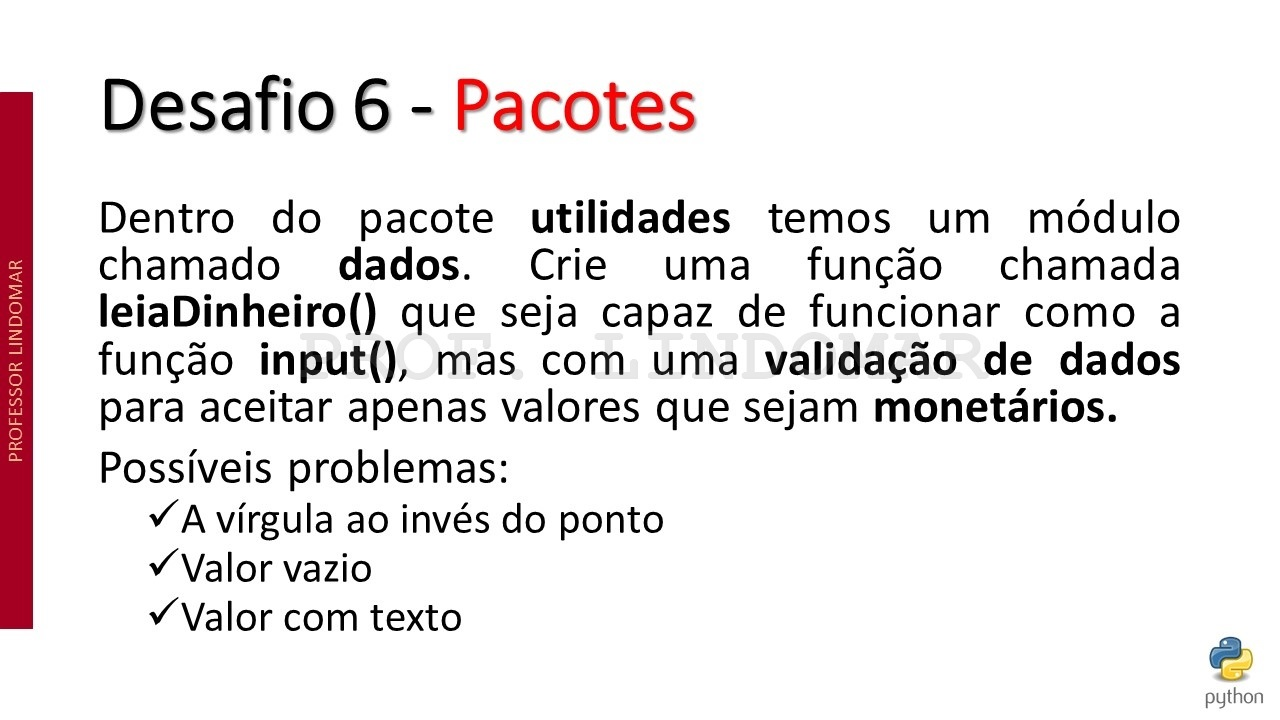 Desafio 6 - Pacotes
PROFESSOR LINDOMAR
Dentro do pacote utilidades temos um módulo
chamado dados. Crie uma função chamada
leiaDinheiro() que seja capaz de funcionar como a
função input(), mas com uma validação de dados
PROF. LINDOMAR
para aceitar apenas valores que sejam monetários.
Possíveis problemas:
✓A vírgula ao invés do ponto
✓Valor vazio
✓Valor com texto
python